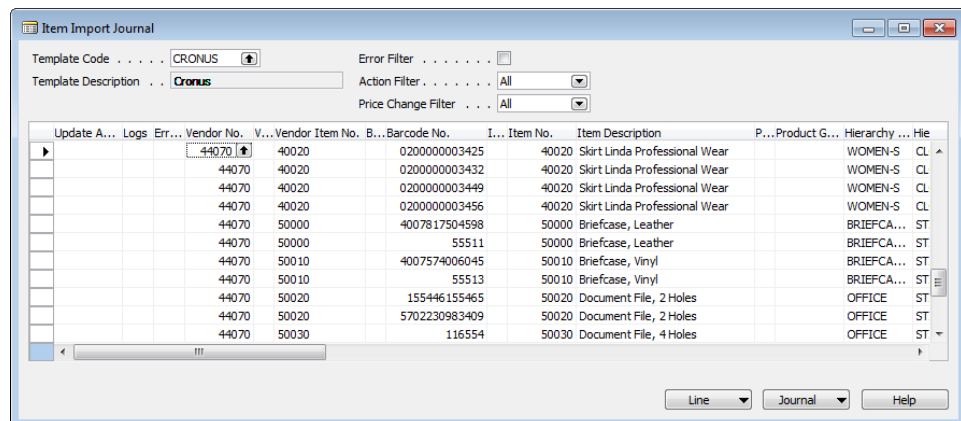 Item Import Journal
Template Code . . . . . CRONUS Error Filter . . . . . . .
Template Description . . Cronus Action Filter . . . . . . All
Price Change Filter . . . All
Update A... Logs Err... Vendor No. V... Vendor Item No. B... Barcode No. I... Item No. Item Description P... Product G... Hierarchy ... Hie
44070 40020 0200000003425 40020 Skirt Linda Professional Wear WOMEN-S CL
44070 40020 0200000003432 40020 Skirt Linda Professional Wear WOMEN-S CL
44070 40020 0200000003449 40020 Skirt Linda Professional Wear WOMEN-S CL
44070 40020 0200000003456 40020 Skirt Linda Professional Wear WOMEN-S CL
44070 50000 4007817504598 50000 Briefcase, Leather BRIEFCA... ST
44070 50000 55511 50000 Briefcase, Leather BRIEFCA... ST
44070 50010 4007574006045 50010 Briefcase, Vinyl BRIEFCA... ST
44070 50010 55513 50010 Briefcase, Vinyl BRIEFCA... ST
44070 50020 155446155465 50020 Document File, 2 Holes OFFICE ST
44070 50020 5702230983409 50020 Document File, 2 Holes OFFICE ST
44070 50030 116554 50030 Document File, 4 Holes OFFICE ST
Line Journal Help